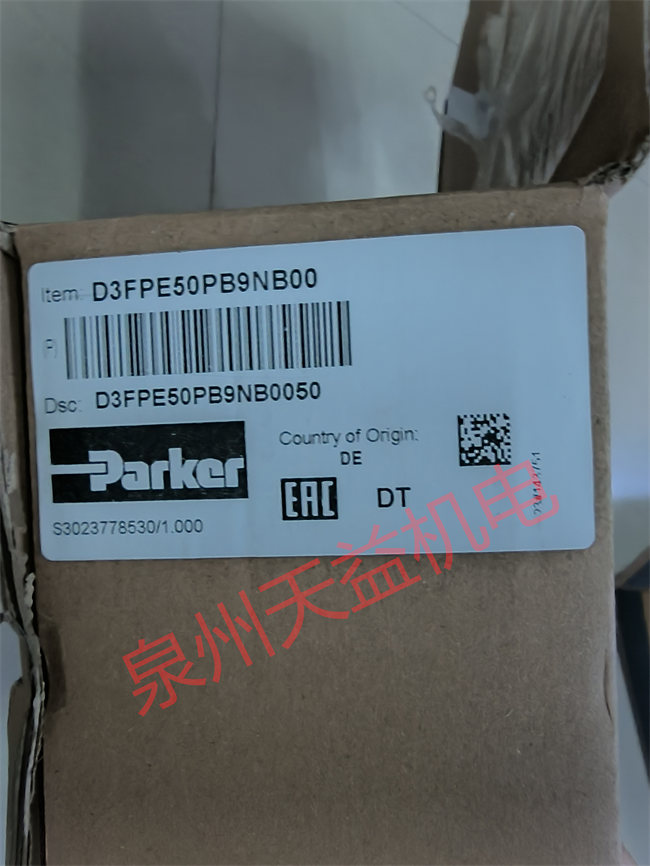 Item: D3FPE50PB9NB00
(P)
Dsc: D3FPE50PB9NB0050
Parker
Country of Origin:
DE
EAC
DT
S3023778530/1.000
泉州天益机电